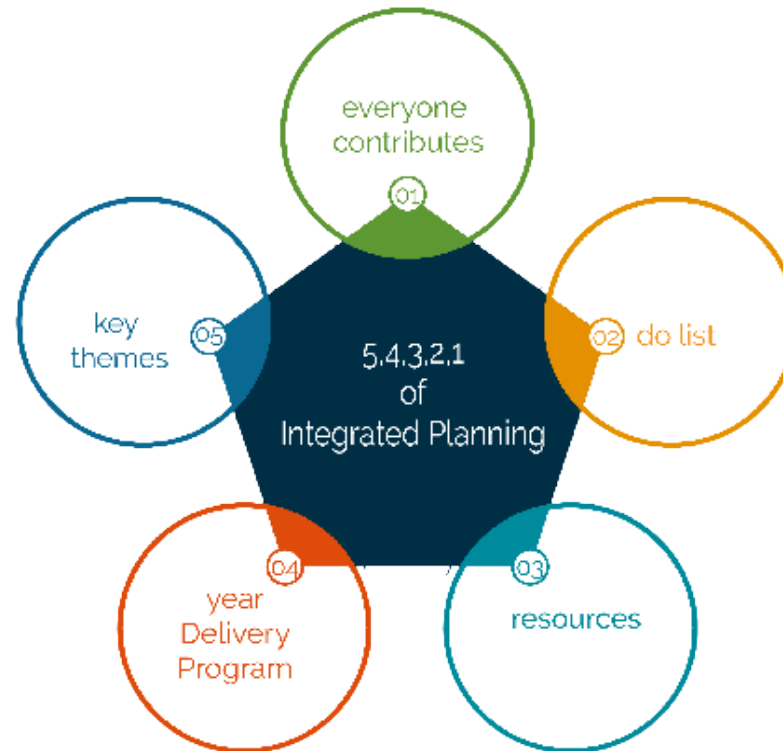 everyone
contributes
01
key
themes
05
5.4.3.2.1
of
Integrated Planning
02
do list
04
year
Delivery
Program
03
resources